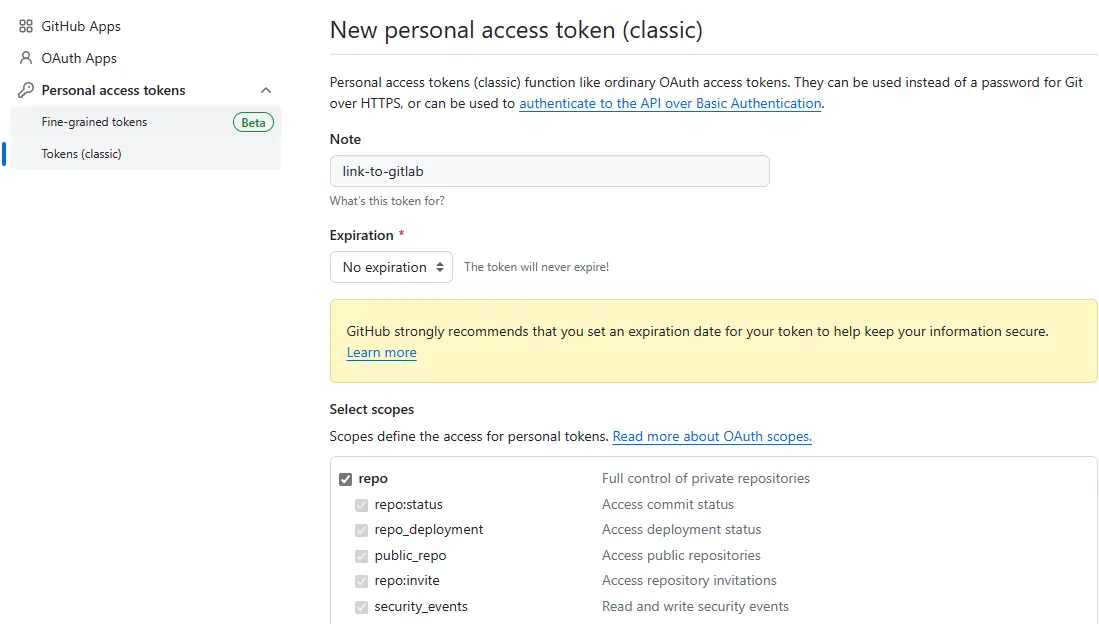 GitHub Apps
OAuth Apps
Personal access tokens
Fine-grained tokens Beta
Tokens (classic)
New personal access token (classic)
Personal access tokens (classic) function like ordinary OAuth access tokens. They can be used instead of a password for Git
over HTTPS, or can be used to authenticate to the API over Basic Authentication.
Note
link-to-gitlab
What's this token for?
Expiration *
No expiration The token will never expire!
GitHub strongly recommends that you set an expiration date for your token to help keep your information secure.
Learn more
Select scopes
Scopes define the access for personal tokens. Read more about OAuth scopes.
repo Full control of private repositories
repo:status Access commit status
repo_deployment Access deployment status
public_repo Access public repositories
repo:invite Access repository invitations
security_events Read and write security events